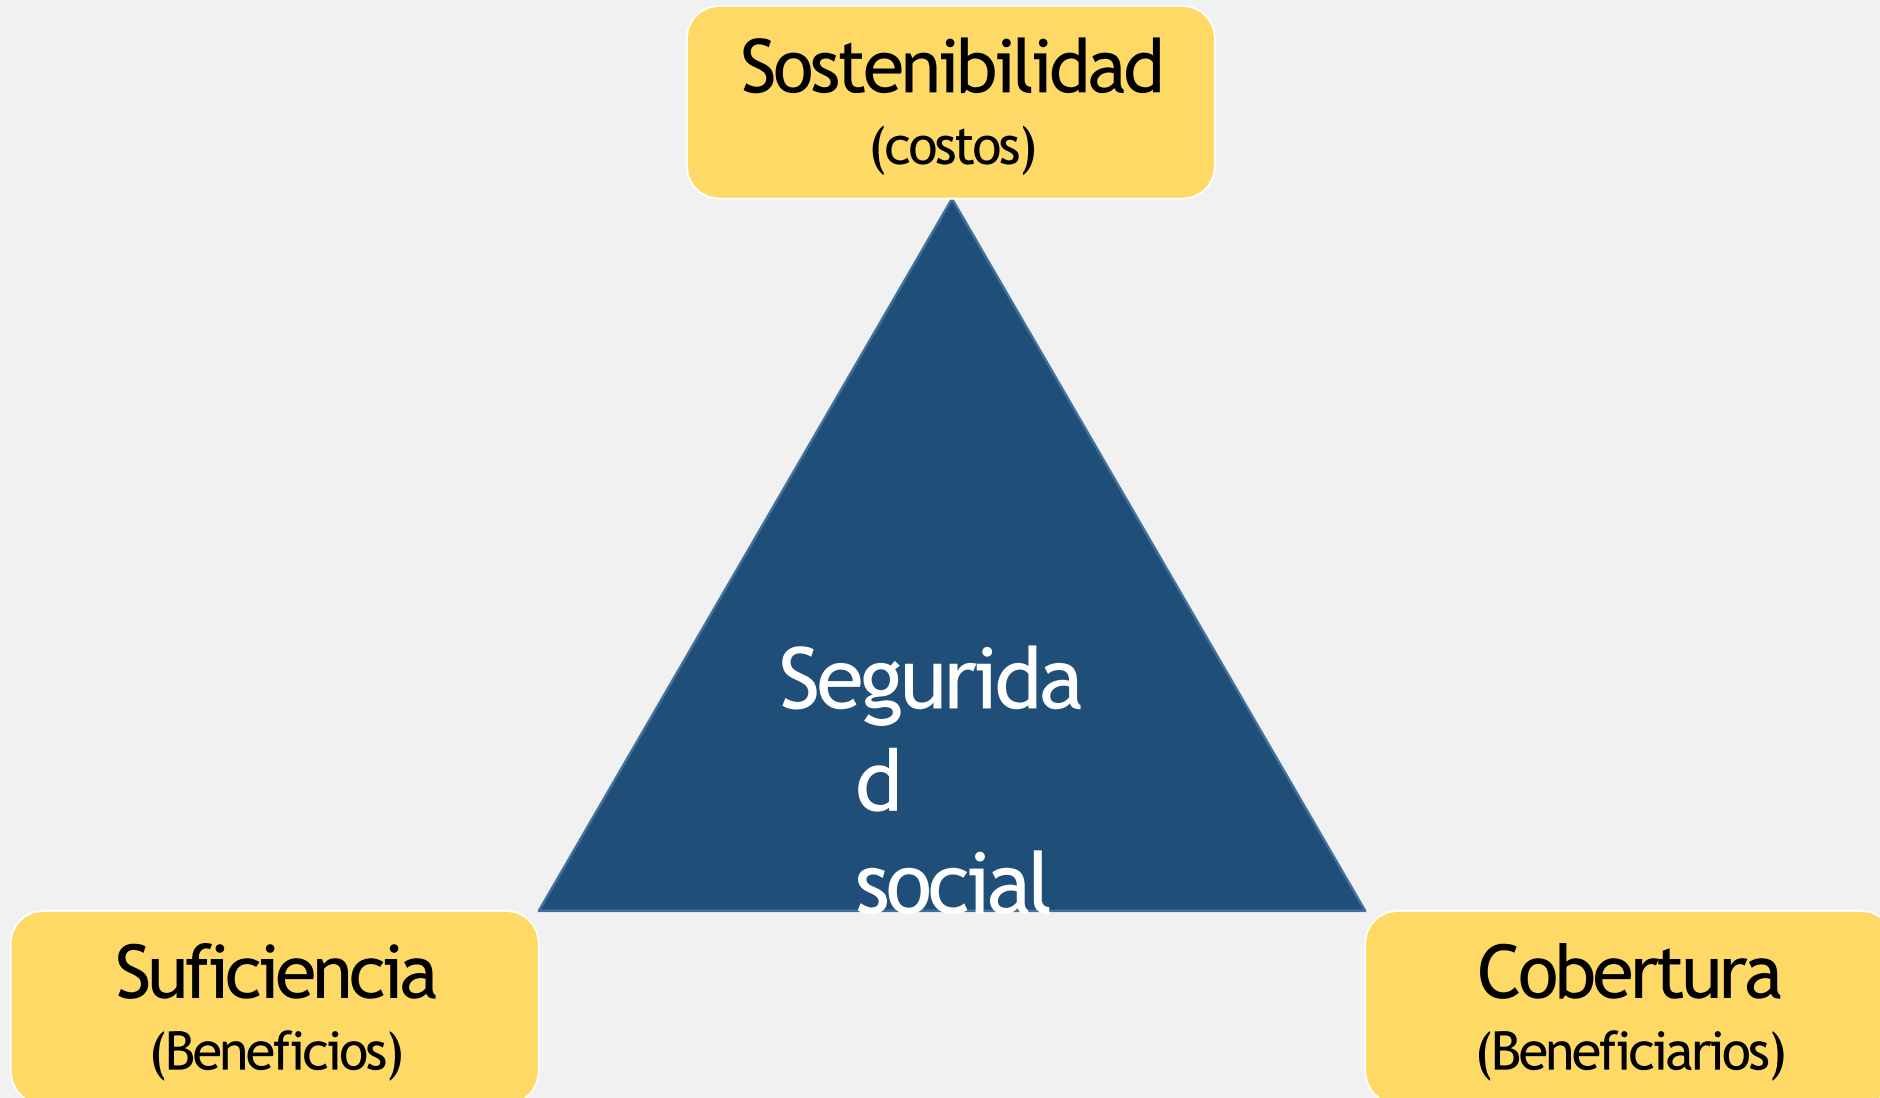 Sostenibilidad
(costos)
Segurida
d
social
Suficiencia
(Beneficios)
Cobertura
(Beneficiarios)